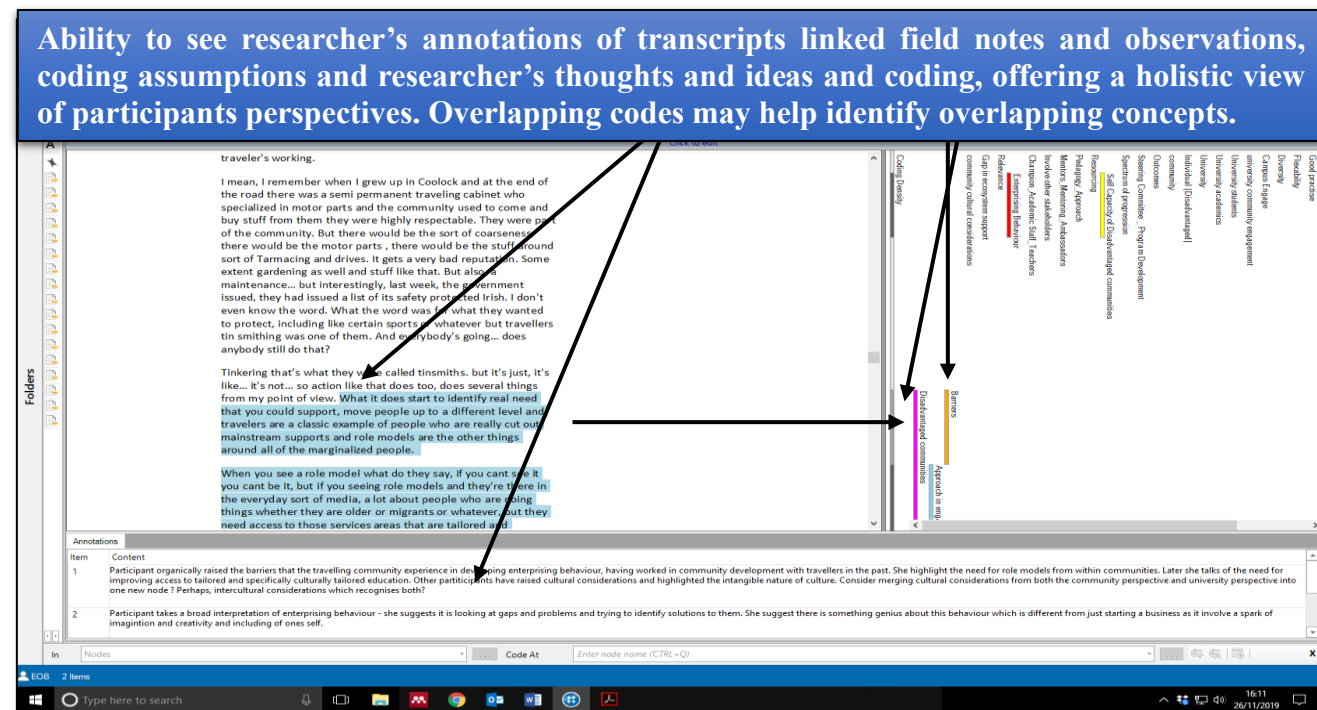 Ability to see researcher's annotations of transcripts linked field notes and observations,
coding assumptions and researcher's thoughts and ideas and coding, offering a holistic view
of participants perspectives. Overlapping codes may help identify overlapping concepts.
Click to edit
traveler's working.
I mean, I remember when I grew up in Coolock and at the end of
the road there was a semi permanent traveling cabinet who
specialized in motor parts and the community used to come and
buy stuff from them they were highly respectable. They were part
of the community. But there would be the sort of coarseness
there would be the motor parts , there would be the stuff around
sort of Tarmacing and drives. It gets a very bad reputation. Some
extent gardening as well and stuff like that. But also a
maintenance... but interestingly, last week, the government
issued, they had issued a list of its safety protected Irish. I don't
even know the word. What the word was for what they wanted
to protect, including like certain sports or whatever but travellers
tin smithing was one of them. And everybody's going... does
anybody still do that?
Tinkering that's what they were called tinsmiths. but it's just, it's
like... it's not... so action like that does too, does several things
from my point of view. What it does start to identify real need
that you could support, move people up to a different level and
travelers are a classic example of people who are really cut out
mainstream supports and role models are the other things
around all of the marginalized people.
When you see a role model what do they say, if you cant see it
you cant be it, but if you seeing role models and they're there in
the everyday sort of media, a lot about people who are doing
things whether they are older or migrants or whatever, but they
need access to those services areas that are tailored and
Good practise
Flexability
Diversity
Campus Engage
university community engagement
University students
University academics
University
Individual [Disadvantaged]
community
Outcomes
Steering Committee _ Program Development
Spectrum of progression
Self Capacity of Disadvantaged communities
Resourcing
Pedagogy_Approach
Mentors_Mentoring_Ambassadors
Involve other stakeholders
Champion_Academic Staff_Teachers
Enterprising Behaviour
Relevance
Gap in ecosystem support
community cultural considerations
Barriers
Approach in eng
Disadvantaged communities
Coding Density
Folders
Annotations
Item Content
1 Participant organically raised the barriers that the travelling community experience in developing enterprising behaviour, having worked in community development with travellers in the past. She highlight the need for role models from within communities. Later she talks of the need for
improving access to tailored and specifically culturally tailored education. Other partiticipants have raised cultural considerations and highlighted the intangible nature of culture. Consider merging cultural considerations from both the community perspective and university perspective into
one new node ? Perhaps, intercultural considerations which recognises both?
2 Participant takes a broad interpretation of enterprising behaviour - she suggests it is looking at gaps and problems and trying to identify solutions to them. She suggest there is something genius about this behaviour which is different from just starting a business as it involve a spark of
imagintion and creativity and including of ones self.
In Nodes ... Code At Enter node name (CTRL+Q) ... X
EOB 2 Items
Type here to search
16:11
26/11/2019